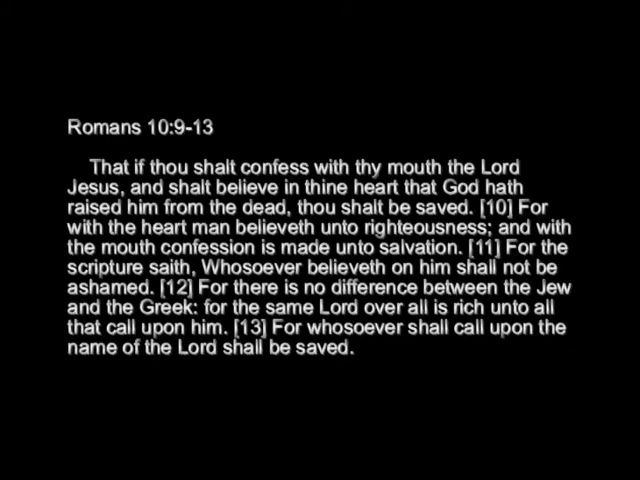 Romans 10:9-13
That if thou shalt confess with thy mouth the Lord
Jesus, and shalt believe in thine heart that God hath
raised him from the dead, thou shalt be saved. [10] For
with the heart man believeth unto righteousness; and with
the mouth confession is made unto salvation. [11] For the
scripture saith, Whosoever believeth on him shall not be
ashamed. [12] For there is no difference between the Jew
and the Greek: for the same Lord over all is rich unto all
that call upon him. [13] For whosoever shall call upon the
name of the Lord shall be saved.